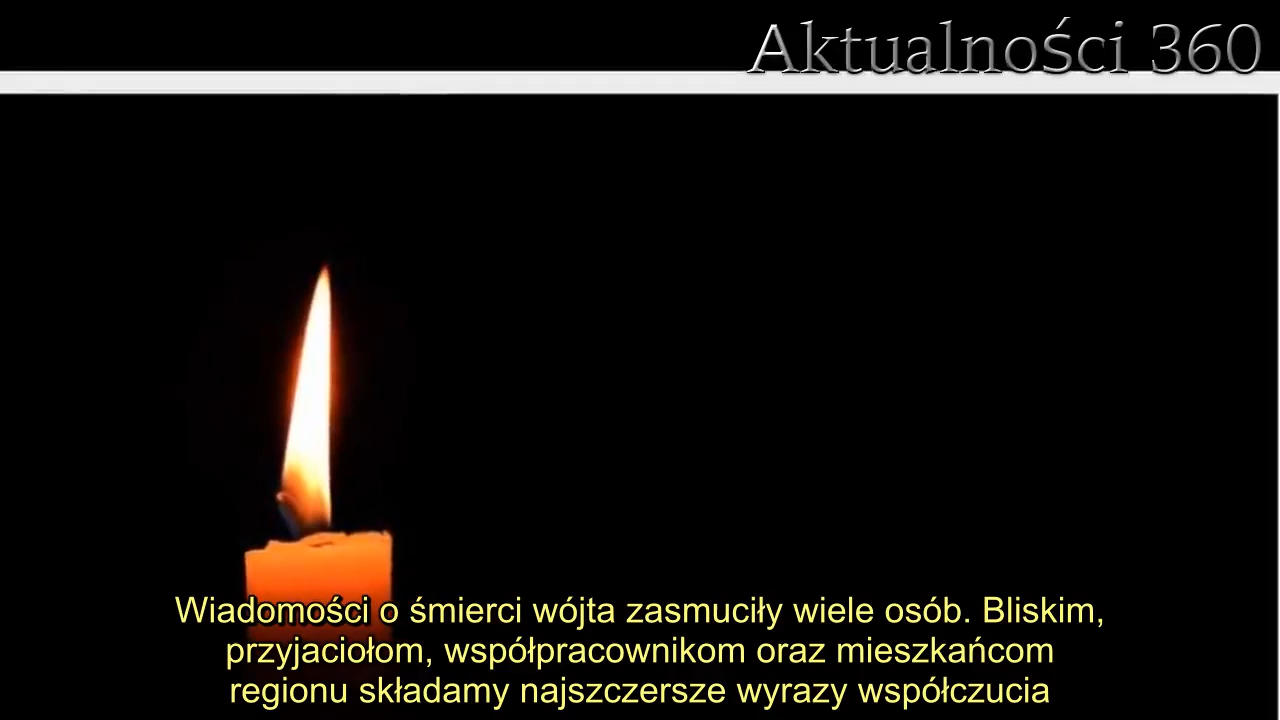 Aktualności 360
Wiadomości o śmierci wójta zasmuciły wiele osób. Bliskim,
przyjaciołom, współpracownikom oraz mieszkańcom
regionu składamy najszczersze wyrazy współczucia